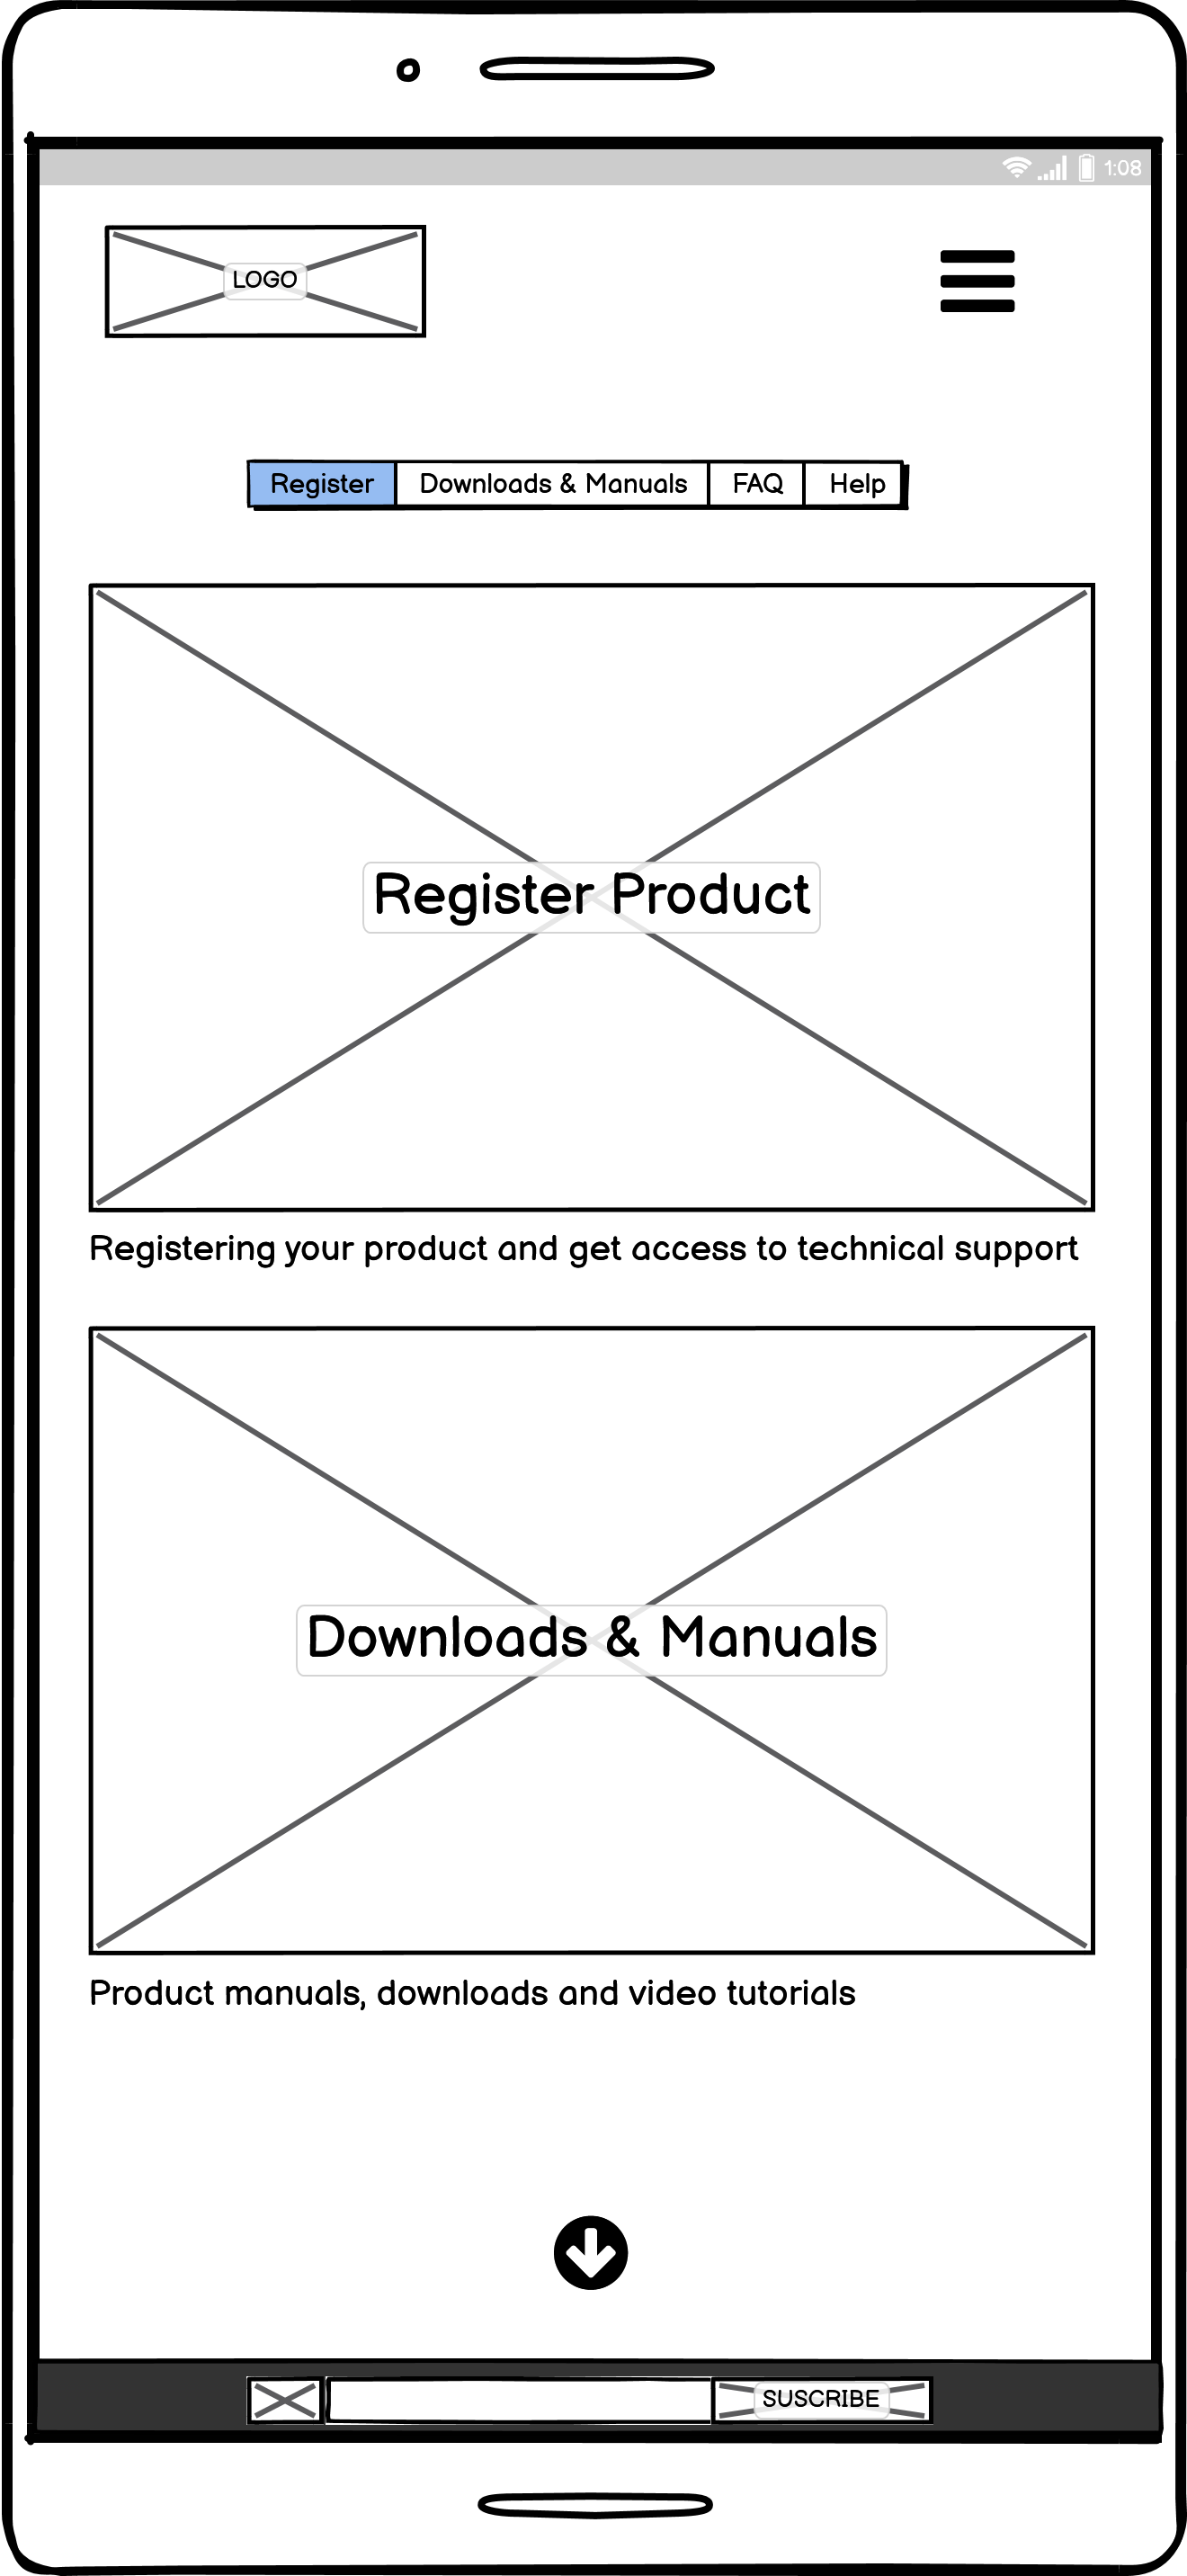 1:08
LOGO
Register Downloads & Manuals FAQ Help
Register Product
Registering your product and get access to technical support
Downloads & Manuals
Product manuals, downloads and video tutorials
SUSCRIBE